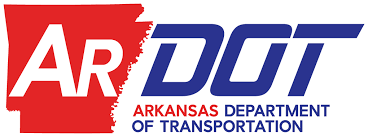 ARDOT
ARKANSAS DEPARTMENT
OF TRANSPORTATION